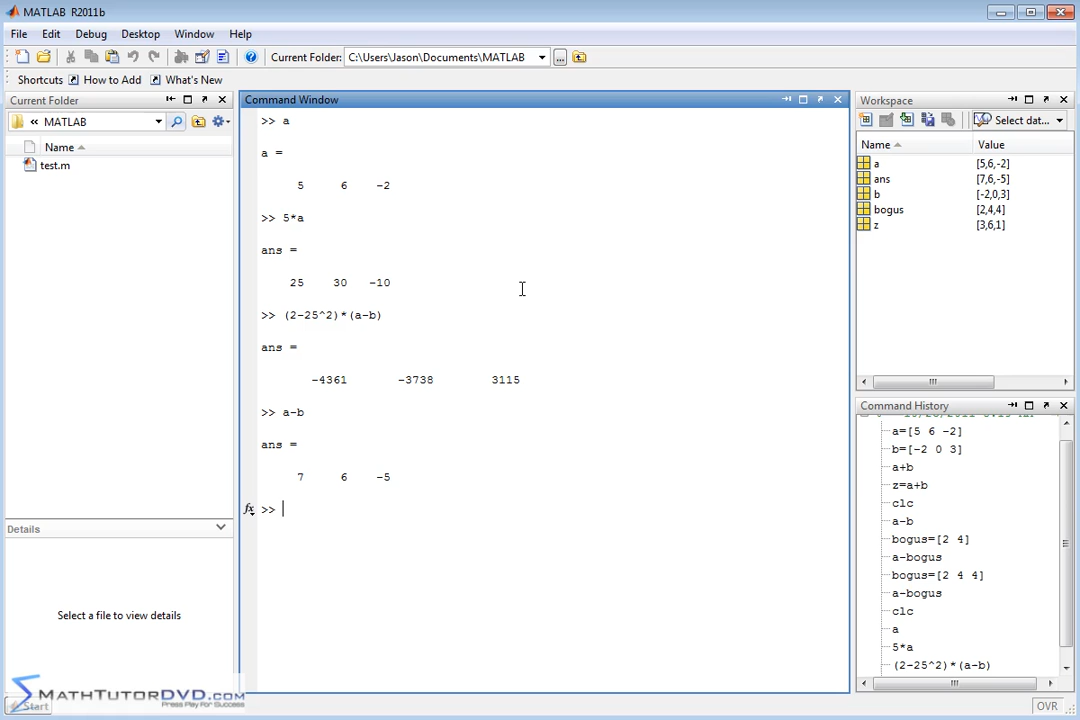 MATLAB R2011b
File Edit Debug Desktop Window Help
Current Folder: C:\Users\Jason\Documents\MATLAB ...
Shortcuts How to Add What's New
Current Folder
« MATLAB
Name
test.m
Details
Select a file to view details
MathTutorDVD.com
Press Play For Success
Start
Command Window
>> a
a =
5 6 -2
>> 5*a
ans =
25 30 -10
>> (2-25^2)*(a-b)
ans =
-4361 -3738 3115
>> a-b
ans =
7 6 -5
fx >>
Workspace
Select dat...
Name Value
a [5,6,-2]
ans [7,6,-5]
b [-2,0,3]
bogus [2,4,4]
z [3,6,1]
Command History
a=[5 6 -2]
b=[-2 0 3]
a+b
z=a+b
clc
a-b
bogus=[2 4]
a-bogus
bogus=[2 4 4]
a-bogus
clc
a
5*a
(2-25^2)*(a-b)
OVR